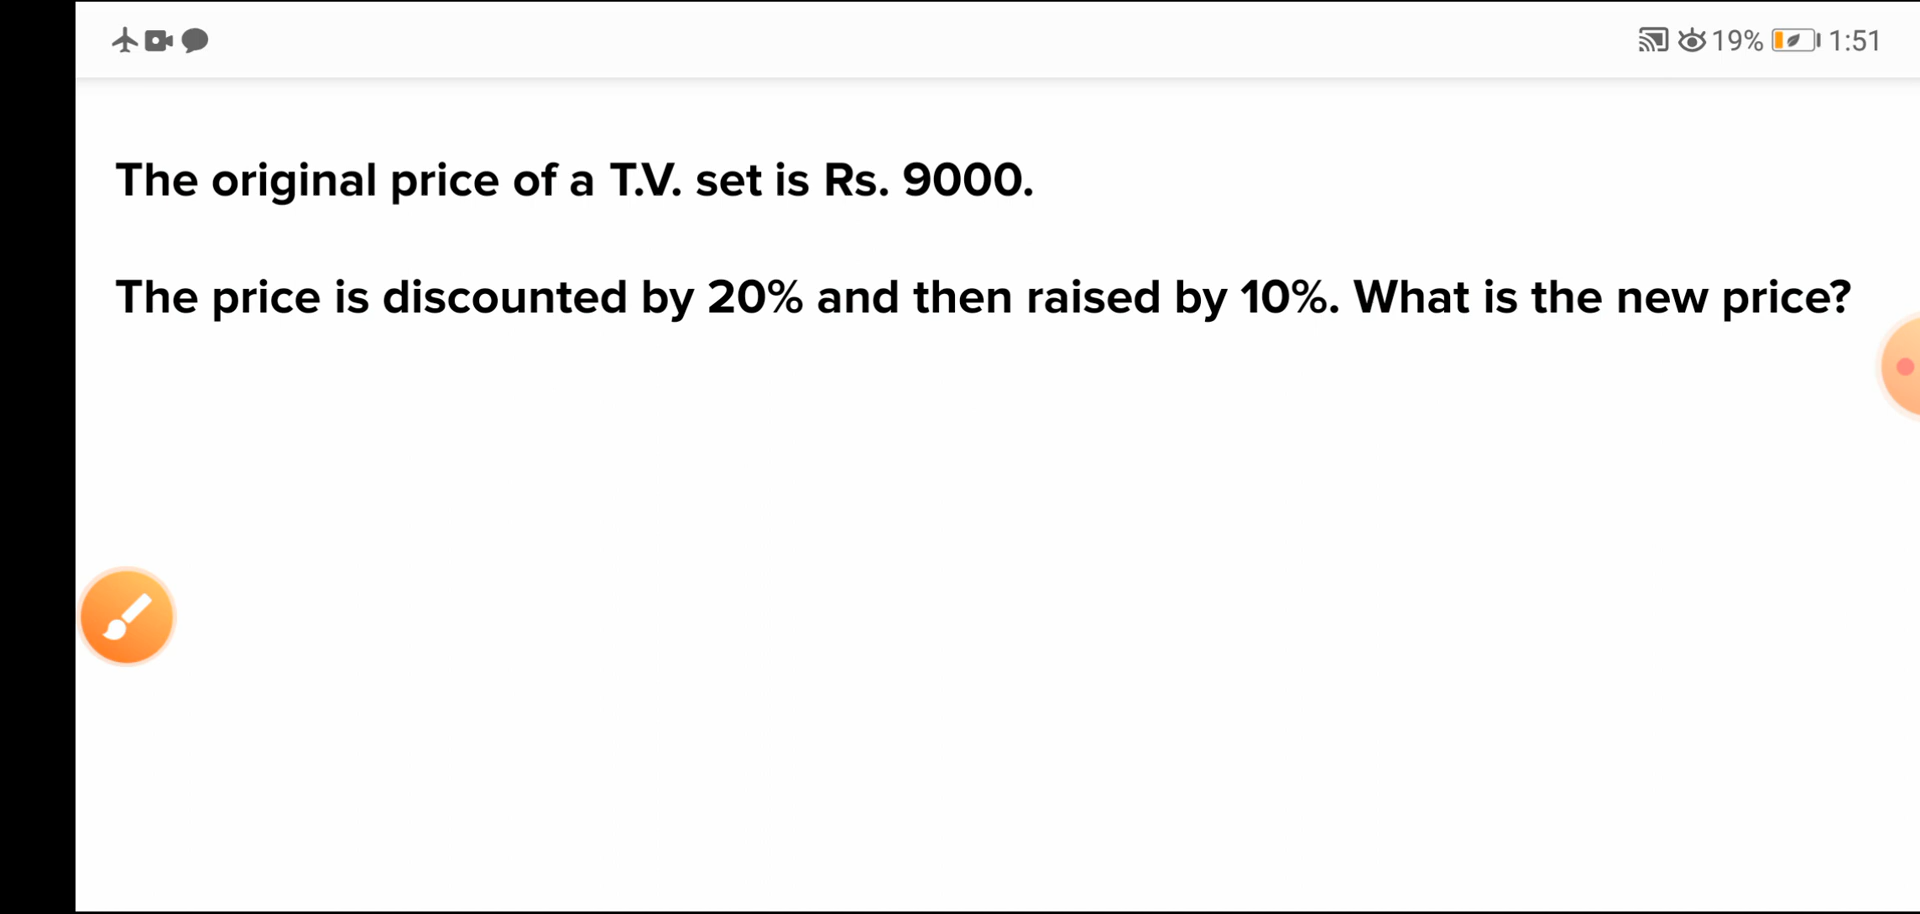 19% 1:51
The original price of a T.V. set is Rs. 9000.
The price is discounted by 20% and then raised by 10%. What is the new price?